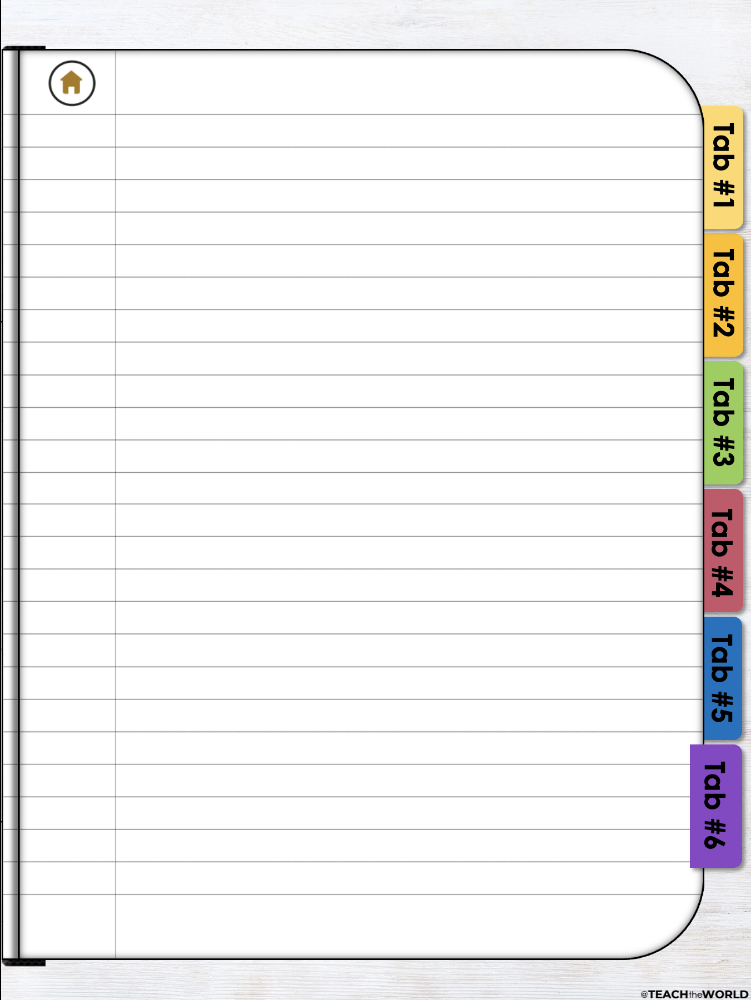 Tab #1
Tab #2
Tab #3
Tab #4
Tab #5
Tab #6
@TEACHtheWORLD